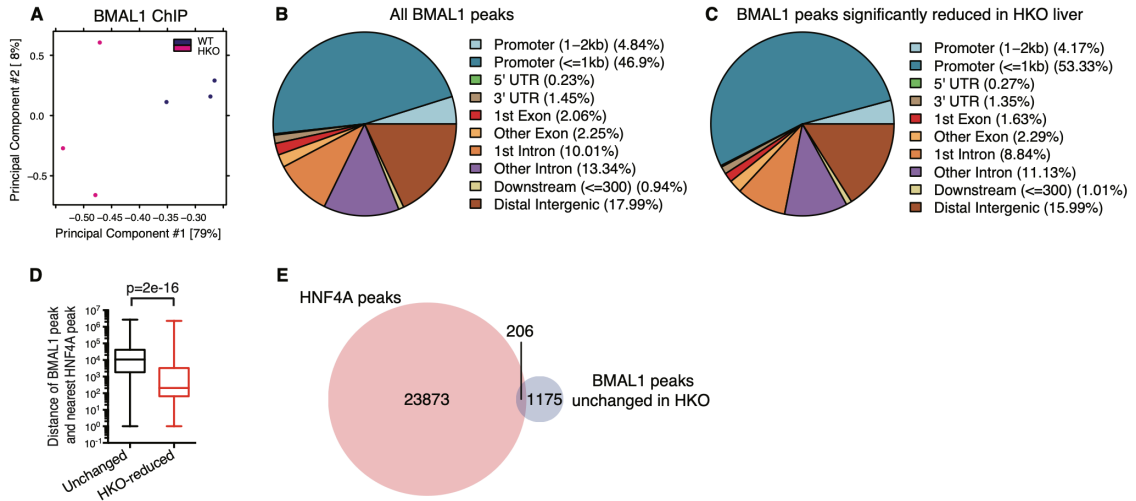 A
BMAL1 ChIP
WT
HKO
Principal Component #2 [ 8%]
0.5
0.0
−0.5
−0.50 −0.45 −0.40 −0.35 −0.30
Principal Component #1 [79%]
B
All BMAL1 peaks
Promoter (1−2kb) (4.84%)
Promoter (<=1kb) (46.9%)
5' UTR (0.23%)
3' UTR (1.45%)
1st Exon (2.06%)
Other Exon (2.25%)
1st Intron (10.01%)
Other Intron (13.34%)
Downstream (<=300) (0.94%)
Distal Intergenic (17.99%)
C
BMAL1 peaks significantly reduced in HKO liver
Promoter (1−2kb) (4.17%)
Promoter (<=1kb) (53.33%)
5' UTR (0.27%)
3' UTR (1.35%)
1st Exon (1.63%)
Other Exon (2.29%)
1st Intron (8.84%)
Other Intron (11.13%)
Downstream (<=300) (1.01%)
Distal Intergenic (15.99%)
D
p=2e-16
Distance of BMAL1 peak
and nearest HNF4A peak
10⁷
10⁶
10⁵
10⁴
10³
10²
10¹
10⁰
10⁻¹
Unchanged
HKO-reduced
E
HNF4A peaks
206
23873
1175
BMAL1 peaks
unchanged in HKO